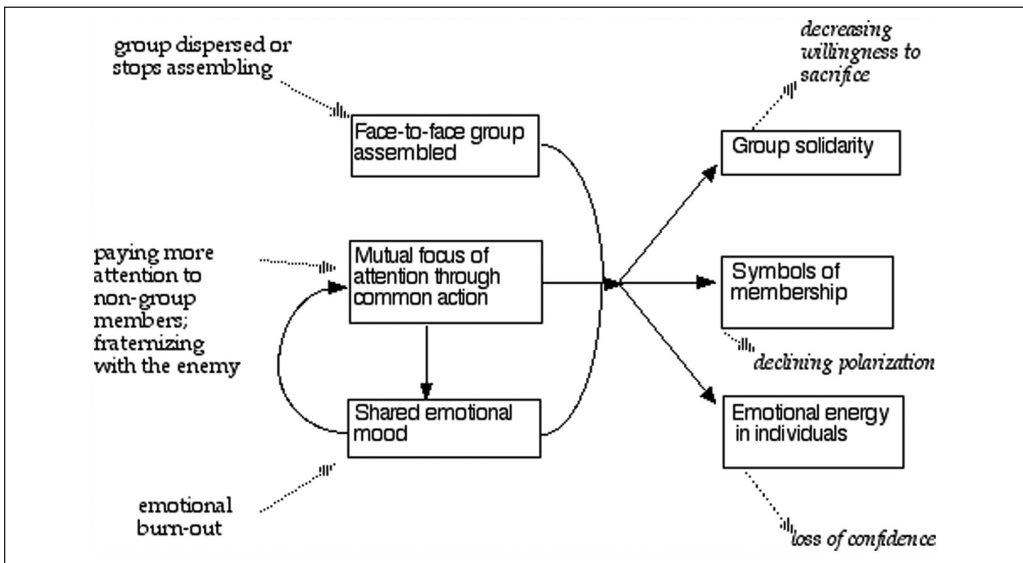 group dispersed or
stops assembling
decreasing
willingness to
sacrifice
Face-to-face group
assembled
Group solidarity
paying more
attention to
non-group
members;
fraternizing
with the enemy
Mutual focus of
attention through
common action
Symbols of
membership
declining polarization
Shared emotional
mood
Emotional energy
in individuals
emotional
burn-out
loss of confidence